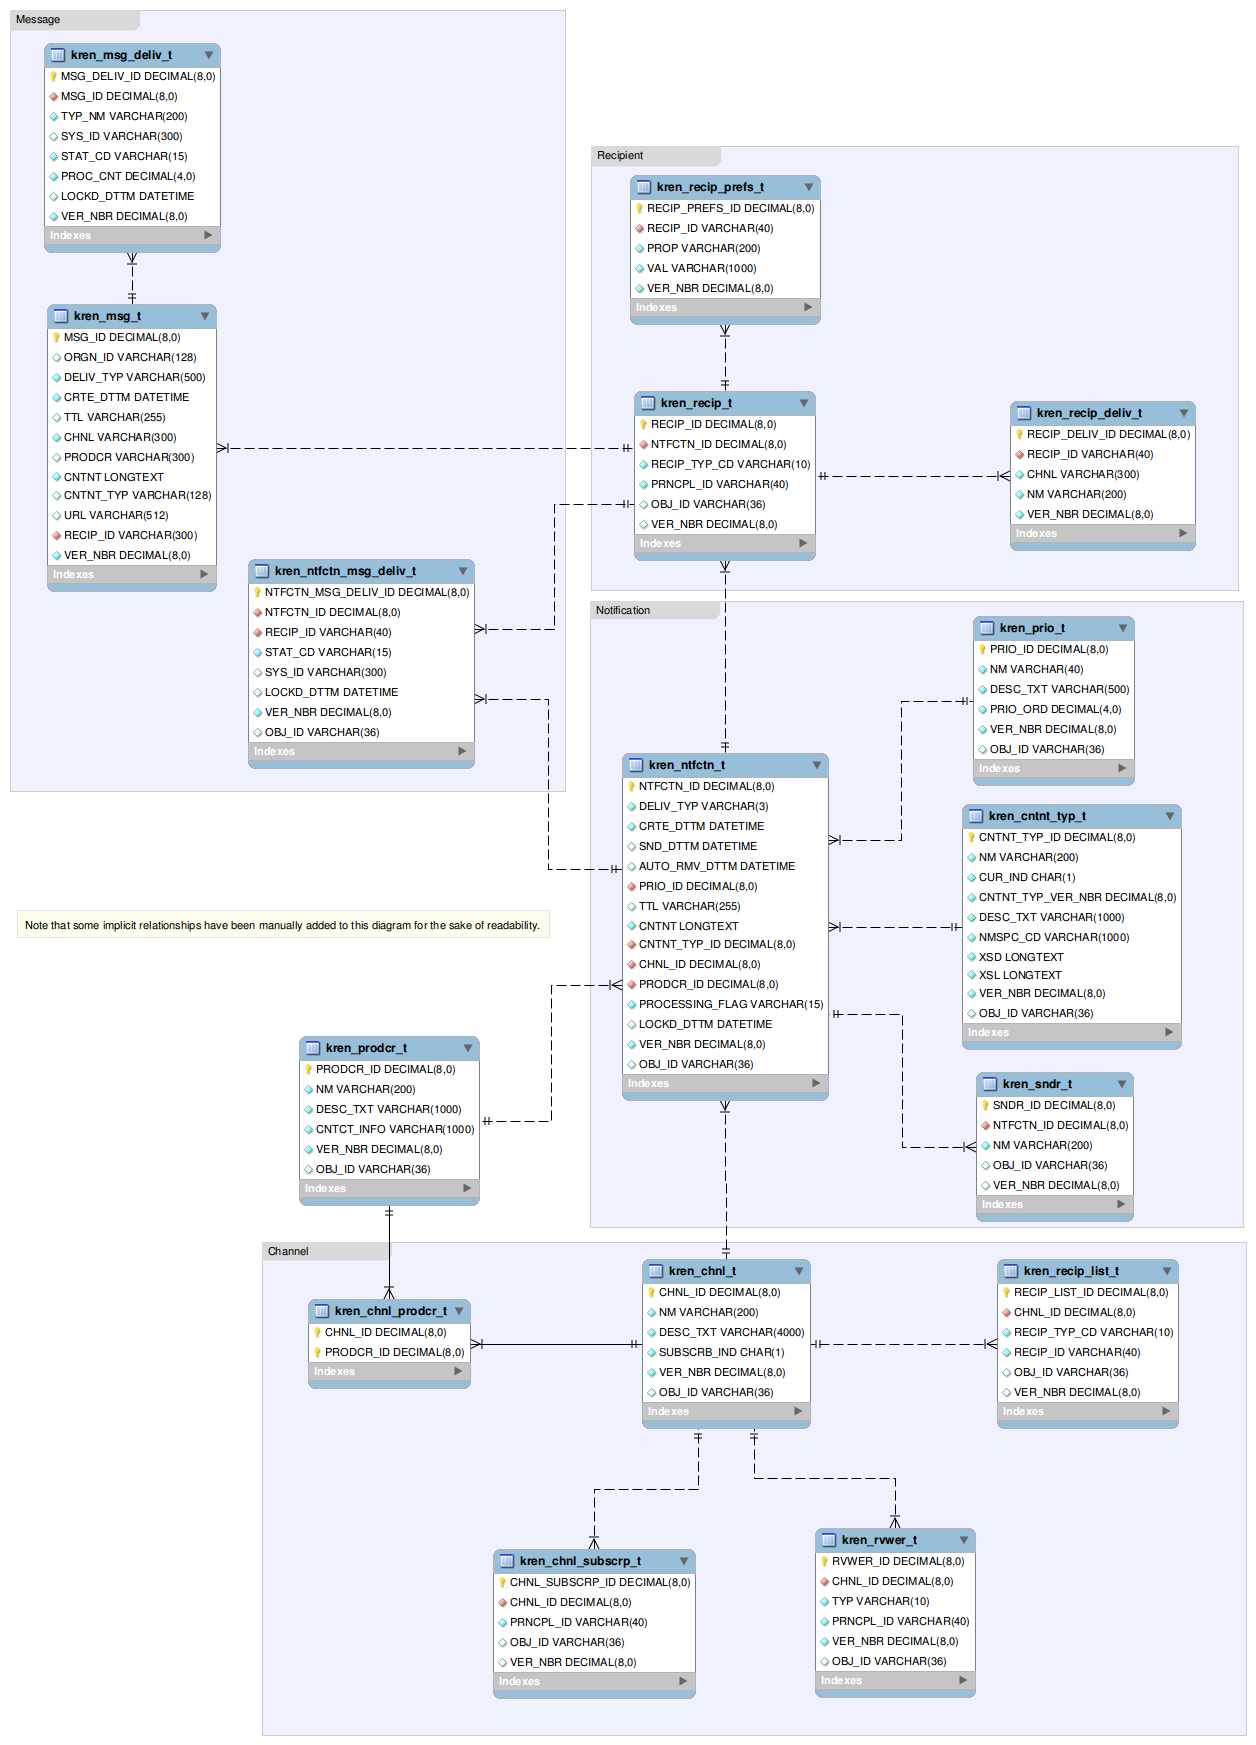 Message
kren_msg_deliv_t
MSG_DELIV_ID DECIMAL(8,0)
MSG_ID DECIMAL(8,0)
TYP_NM VARCHAR(200)
SYS_ID VARCHAR(300)
STAT_CD VARCHAR(15)
PROC_CNT DECIMAL(4,0)
LOCKD_DTTM DATETIME
VER_NBR DECIMAL(8,0)
Indexes
kren_msg_t
MSG_ID DECIMAL(8,0)
ORGN_ID VARCHAR(128)
DELIV_TYP VARCHAR(500)
CRTE_DTTM DATETIME
TTL VARCHAR(255)
CHNL VARCHAR(300)
PRODCR VARCHAR(300)
CNTNT LONGTEXT
CNTNT_TYP VARCHAR(128)
URL VARCHAR(512)
RECIP_ID VARCHAR(300)
VER_NBR DECIMAL(8,0)
Indexes
kren_ntfctn_msg_deliv_t
NTFCTN_MSG_DELIV_ID DECIMAL(8,0)
NTFCTN_ID DECIMAL(8,0)
RECIP_ID VARCHAR(40)
STAT_CD VARCHAR(15)
SYS_ID VARCHAR(300)
LOCKD_DTTM DATETIME
VER_NBR DECIMAL(8,0)
OBJ_ID VARCHAR(36)
Indexes
Recipient
kren_recip_prefs_t
RECIP_PREFS_ID DECIMAL(8,0)
RECIP_ID VARCHAR(40)
PROP VARCHAR(200)
VAL VARCHAR(1000)
VER_NBR DECIMAL(8,0)
Indexes
kren_recip_t
RECIP_ID DECIMAL(8,0)
NTFCTN_ID DECIMAL(8,0)
RECIP_TYP_CD VARCHAR(10)
PRNCPL_ID VARCHAR(40)
OBJ_ID VARCHAR(36)
VER_NBR DECIMAL(8,0)
Indexes
kren_recip_deliv_t
RECIP_DELIV_ID DECIMAL(8,0)
RECIP_ID VARCHAR(40)
CHNL VARCHAR(300)
NM VARCHAR(200)
VER_NBR DECIMAL(8,0)
Indexes
Notification
kren_prio_t
PRIO_ID DECIMAL(8,0)
NM VARCHAR(40)
DESC_TXT VARCHAR(500)
PRIO_ORD DECIMAL(4,0)
VER_NBR DECIMAL(8,0)
OBJ_ID VARCHAR(36)
Indexes
kren_ntfctn_t
NTFCTN_ID DECIMAL(8,0)
DELIV_TYP VARCHAR(3)
CRTE_DTTM DATETIME
SND_DTTM DATETIME
AUTO_RMV_DTTM DATETIME
PRIO_ID DECIMAL(8,0)
TTL VARCHAR(255)
CNTNT LONGTEXT
CNTNT_TYP_ID DECIMAL(8,0)
CHNL_ID DECIMAL(8,0)
PRODCR_ID DECIMAL(8,0)
PROCESSING_FLAG VARCHAR(15)
LOCKD_DTTM DATETIME
VER_NBR DECIMAL(8,0)
OBJ_ID VARCHAR(36)
Indexes
kren_cntnt_typ_t
CNTNT_TYP_ID DECIMAL(8,0)
NM VARCHAR(200)
CUR_IND CHAR(1)
CNTNT_TYP_VER_NBR DECIMAL(8,0)
DESC_TXT VARCHAR(1000)
NMSPC_CD VARCHAR(1000)
XSD LONGTEXT
XSL LONGTEXT
VER_NBR DECIMAL(8,0)
OBJ_ID VARCHAR(36)
Indexes
kren_sndr_t
SNDR_ID DECIMAL(8,0)
NTFCTN_ID DECIMAL(8,0)
NM VARCHAR(200)
OBJ_ID VARCHAR(36)
VER_NBR DECIMAL(8,0)
Indexes
Note that some implicit relationships have been manually added to this diagram for the sake of readability.
kren_prodcr_t
PRODCR_ID DECIMAL(8,0)
NM VARCHAR(200)
DESC_TXT VARCHAR(1000)
CNTCT_INFO VARCHAR(1000)
VER_NBR DECIMAL(8,0)
OBJ_ID VARCHAR(36)
Indexes
Channel
kren_chnl_prodcr_t
CHNL_ID DECIMAL(8,0)
PRODCR_ID DECIMAL(8,0)
Indexes
kren_chnl_t
CHNL_ID DECIMAL(8,0)
NM VARCHAR(200)
DESC_TXT VARCHAR(4000)
SUBSCRB_IND CHAR(1)
VER_NBR DECIMAL(8,0)
OBJ_ID VARCHAR(36)
Indexes
kren_recip_list_t
RECIP_LIST_ID DECIMAL(8,0)
CHNL_ID DECIMAL(8,0)
RECIP_TYP_CD VARCHAR(10)
RECIP_ID VARCHAR(40)
OBJ_ID VARCHAR(36)
VER_NBR DECIMAL(8,0)
Indexes
kren_chnl_subscrp_t
CHNL_SUBSCRP_ID DECIMAL(8,0)
CHNL_ID DECIMAL(8,0)
PRNCPL_ID VARCHAR(40)
OBJ_ID VARCHAR(36)
VER_NBR DECIMAL(8,0)
Indexes
kren_rvwer_t
RVWER_ID DECIMAL(8,0)
CHNL_ID DECIMAL(8,0)
TYP VARCHAR(10)
PRNCPL_ID VARCHAR(40)
VER_NBR DECIMAL(8,0)
OBJ_ID VARCHAR(36)
Indexes